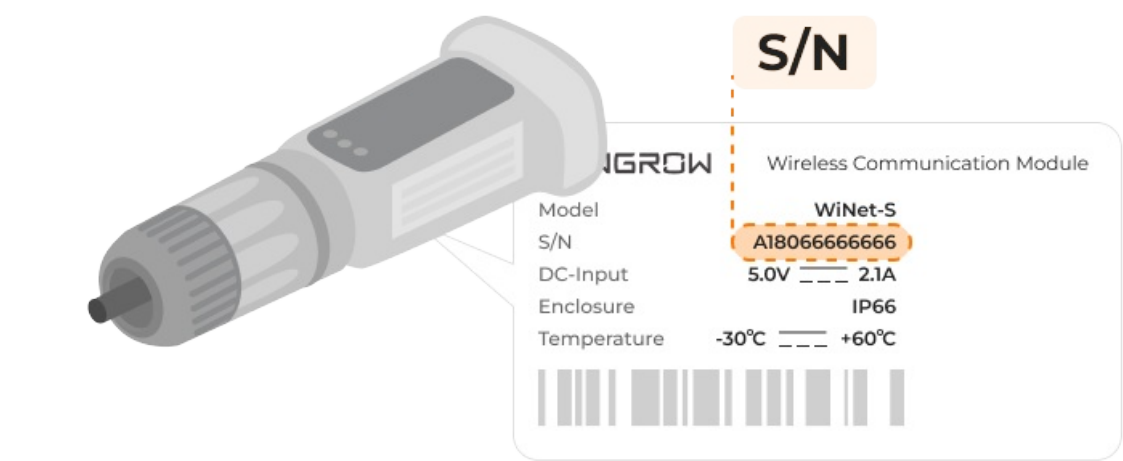 S/N
NGROW Wireless Communication Module
Model WiNet-S
S/N A18066666666
DC-Input 5.0V 2.1A
Enclosure IP66
Temperature -30°C +60°C